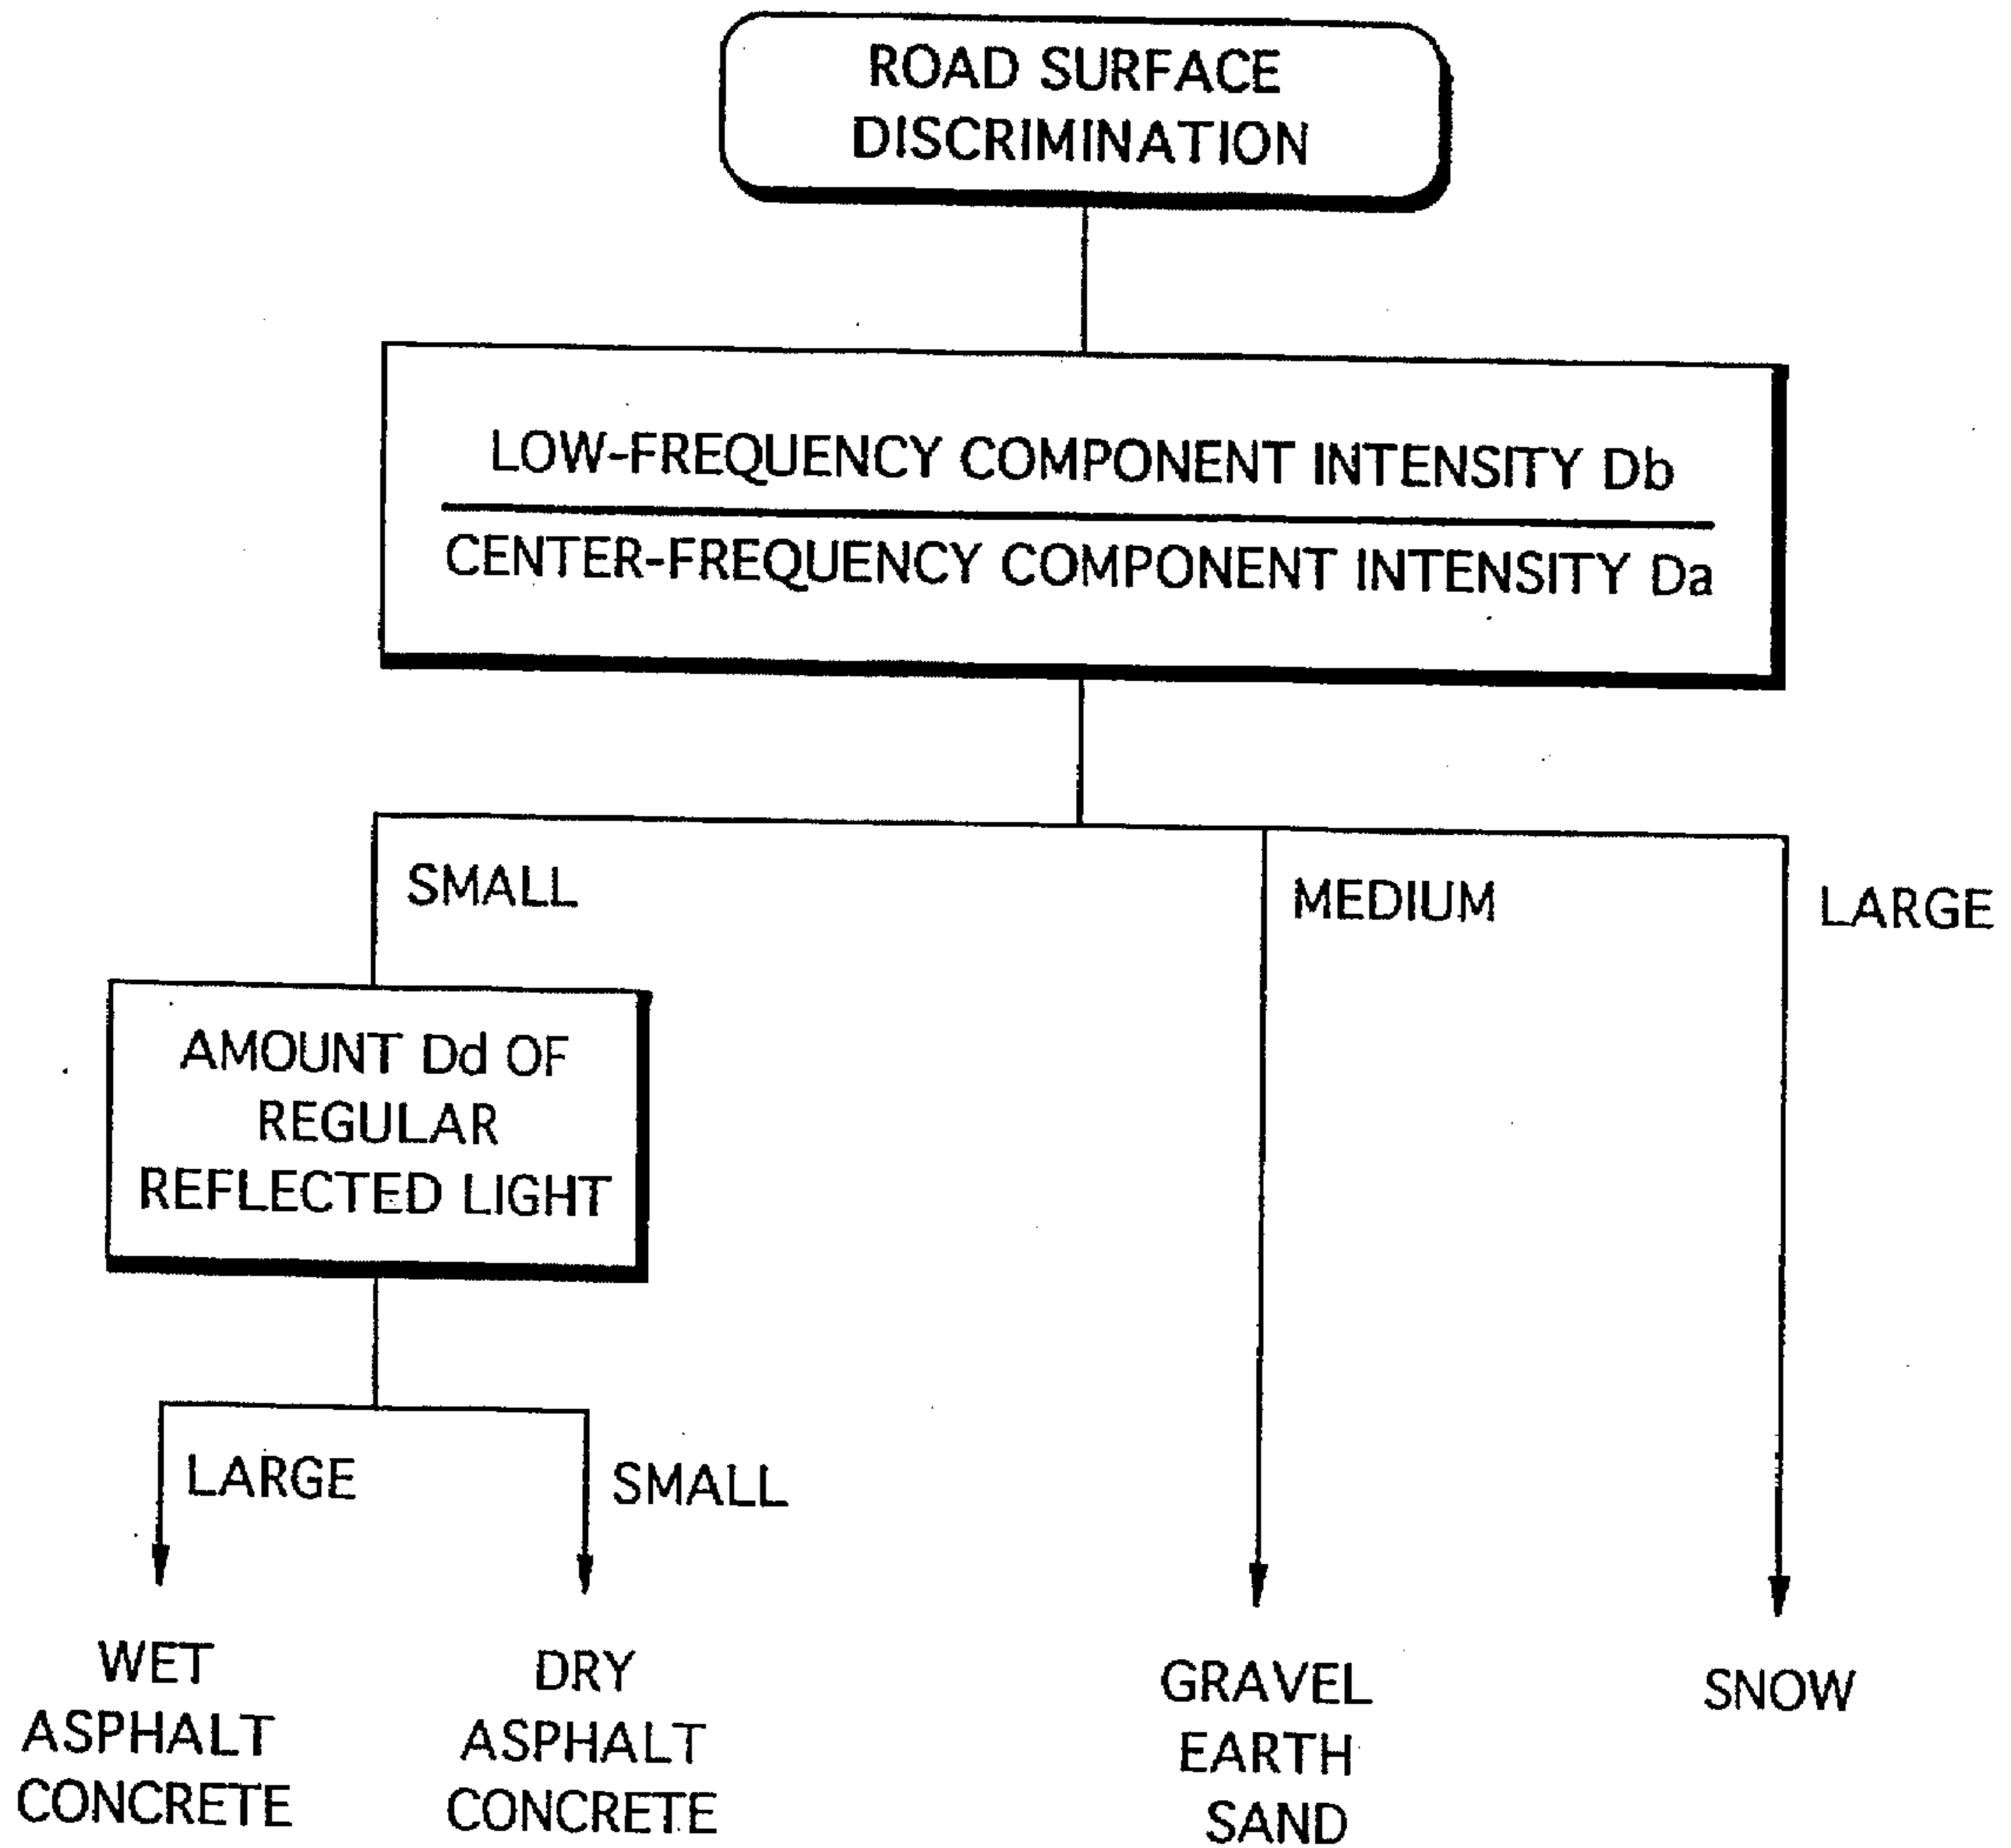 ROAD SURFACE
DISCRIMINATION
LOW-FREQUENCY COMPONENT INTENSITY Db
CENTER-FREQUENCY COMPONENT INTENSITY Da
SMALL
MEDIUM
LARGE
AMOUNT Dd OF
REGULAR
REFLECTED LIGHT
LARGE
SMALL
WET
ASPHALT
CONCRETE
DRY
ASPHALT
CONCRETE
GRAVEL
EARTH
SAND
SNOW